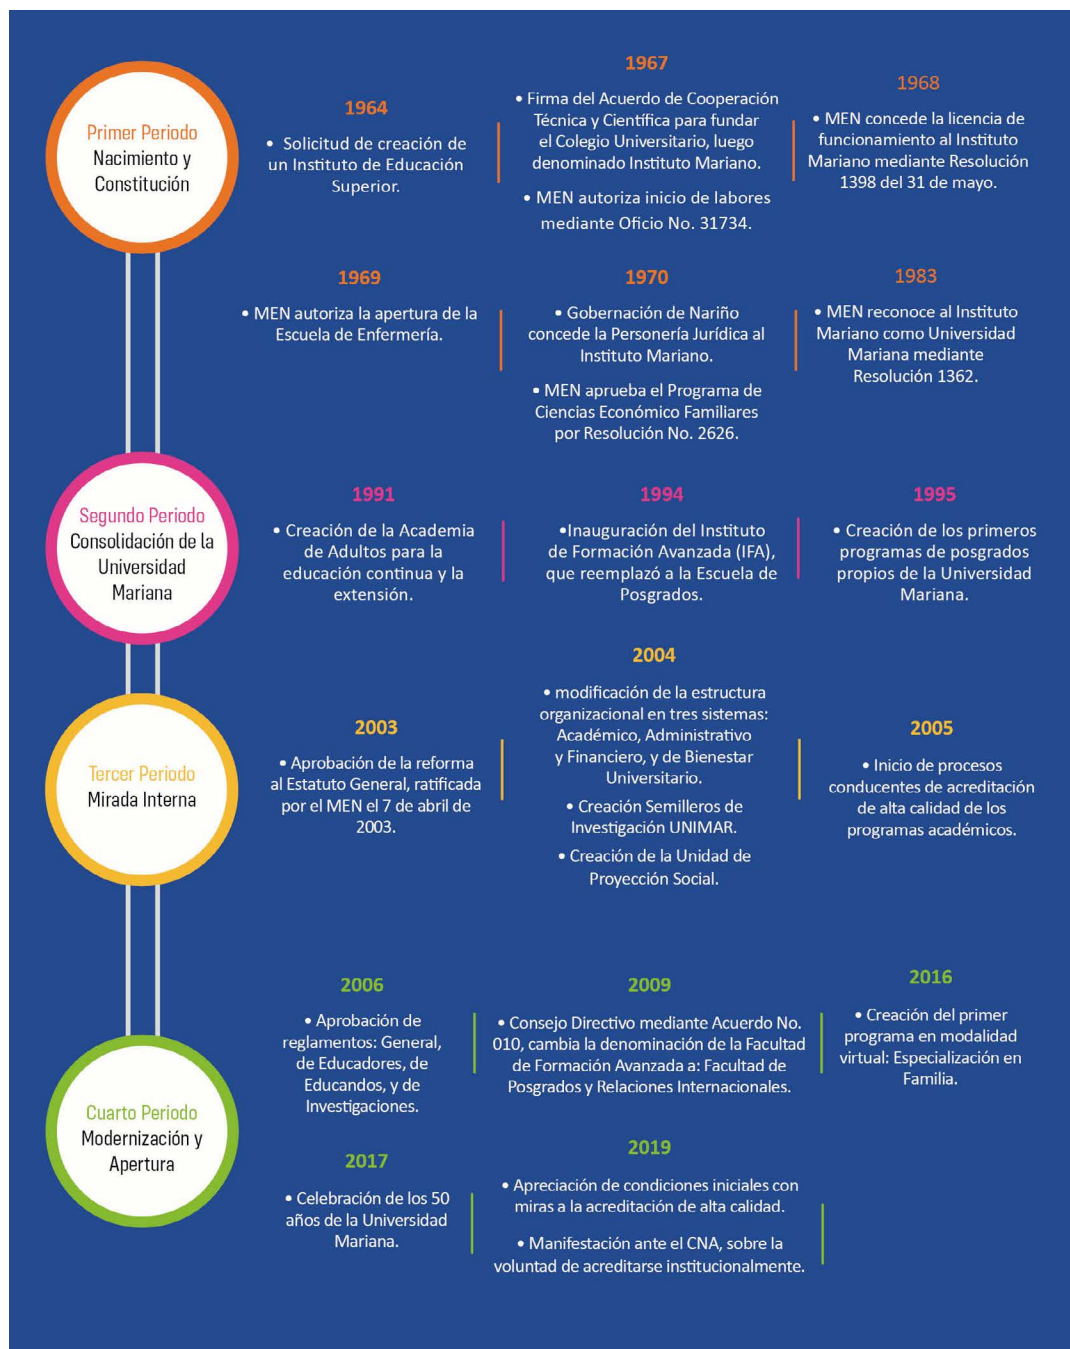 Primer Periodo
Nacimiento y
Constitución
1964
• Solicitud de creación de
un Instituto de Educación
Superior.
1967
• Firma del Acuerdo de Cooperación
Técnica y Científica para fundar
el Colegio Universitario, luego
denominado Instituto Mariano.
• MEN autoriza inicio de labores
mediante Oficio No. 31734.
1968
• MEN concede la licencia de
funcionamiento al Instituto
Mariano mediante Resolución
1398 del 31 de mayo.
1969
• MEN autoriza la apertura de la
Escuela de Enfermería.
1970
• Gobernación de Nariño
concede la Personería Jurídica al
Instituto Mariano.
• MEN aprueba el Programa de
Ciencias Económico Familiares
por Resolución No. 2626.
1983
• MEN reconoce al Instituto
Mariano como Universidad
Mariana mediante
Resolución 1362.
Segundo Periodo
Consolidación de la
Universidad
Mariana
1991
• Creación de la Academia
de Adultos para la
educación continua y la
extensión.
1994
•Inauguración del Instituto
de Formación Avanzada (IFA),
que reemplazó a la Escuela de
Posgrados.
1995
• Creación de los primeros
programas de posgrados
propios de la Universidad
Mariana.
Tercer Periodo
Mirada Interna
2003
• Aprobación de la reforma
al Estatuto General, ratificada
por el MEN el 7 de abril de
2003.
2004
• modificación de la estructura
organizacional en tres sistemas:
Académico, Administrativo
y Financiero, y de Bienestar
Universitario.
• Creación Semilleros de
Investigación UNIMAR.
• Creación de la Unidad de
Proyección Social.
2005
• Inicio de procesos
conducentes de acreditación
de alta calidad de los
programas académicos.
Cuarto Periodo
Modernización y
Apertura
2006
• Aprobación de
reglamentos: General,
de Educadores, de
Educandos, y de
Investigaciones.
2009
• Consejo Directivo mediante Acuerdo No.
010, cambia la denominación de la Facultad
de Formación Avanzada a: Facultad de
Posgrados y Relaciones Internacionales.
2016
• Creación del primer
programa en modalidad
virtual: Especialización en
Familia.
2017
• Celebración de los 50
años de la Universidad
Mariana.
2019
• Apreciación de condiciones iniciales con
miras a la acreditación de alta calidad.
• Manifestación ante el CNA, sobre la
voluntad de acreditarse institucionalmente.